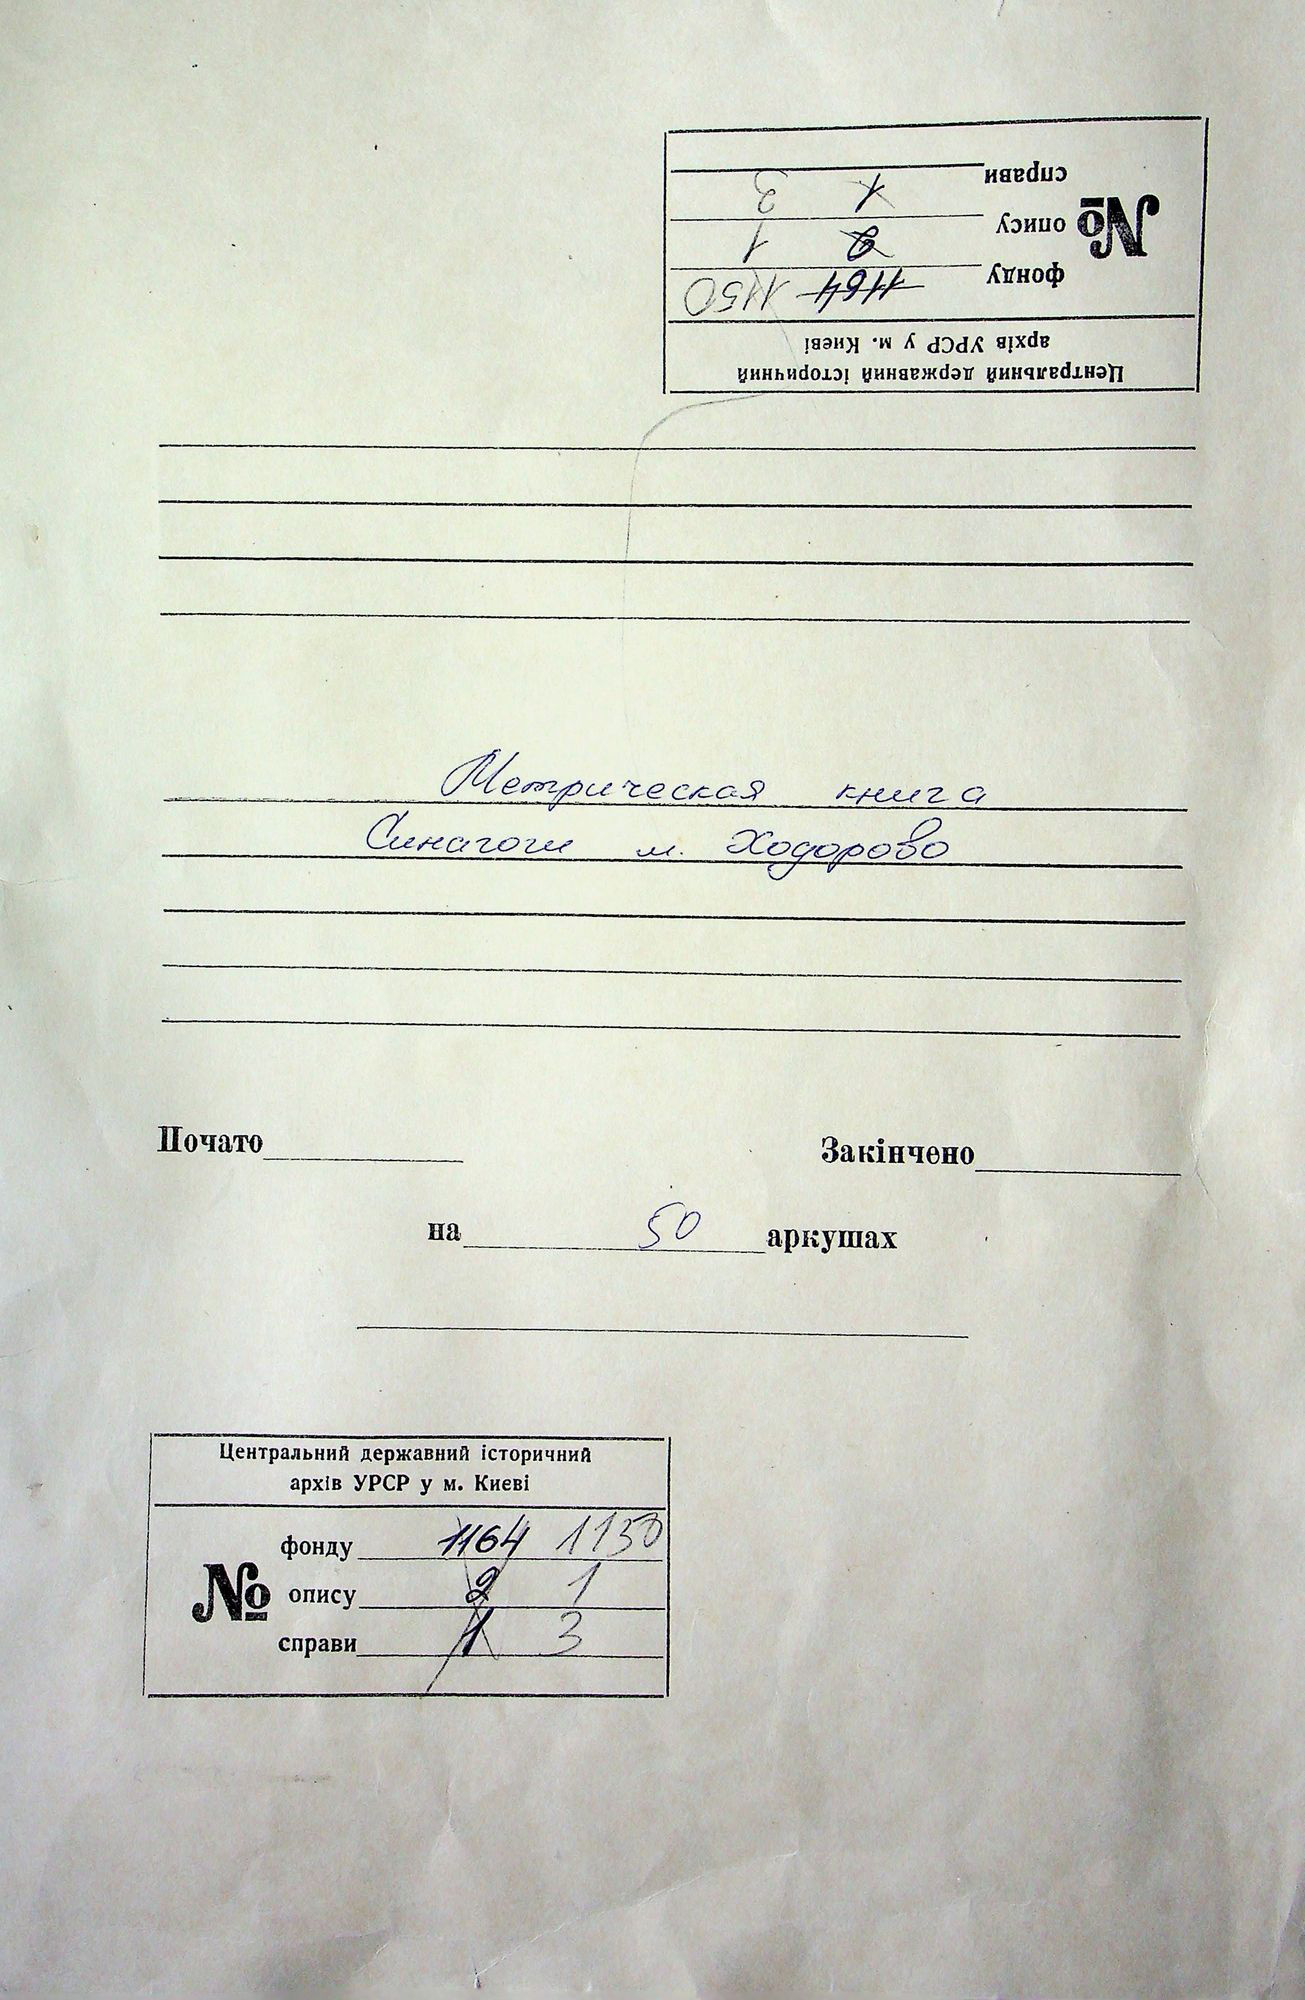 Центральний державний історичний
архів УРСР у м. Києві
№
фонду 1164 1150
опису 2 1
справи 1 3
Метрическая книга
Синагоги м. Ходорово
Почато
Закінчено
на 50 аркушах
Центральний державний історичний
архів УРСР у м. Києві
№
фонду 1164 1150
опису 2 1
справи 1 3